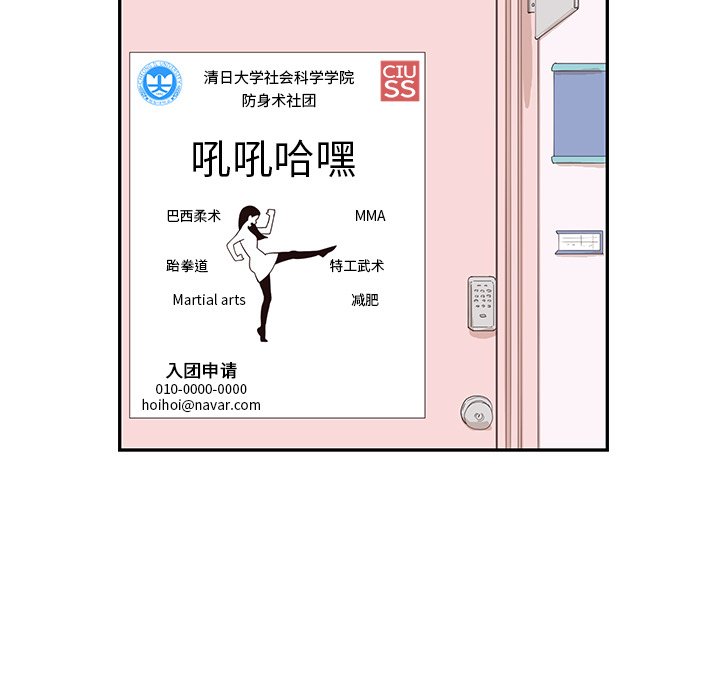 清日大学社会科学学院
防身术社团
CIU
SS
吼吼哈嘿
巴西柔术
MMA
跆拳道
特工武术
Martial arts
减肥
入团申请
010-0000-0000
hoihoi@navar.com